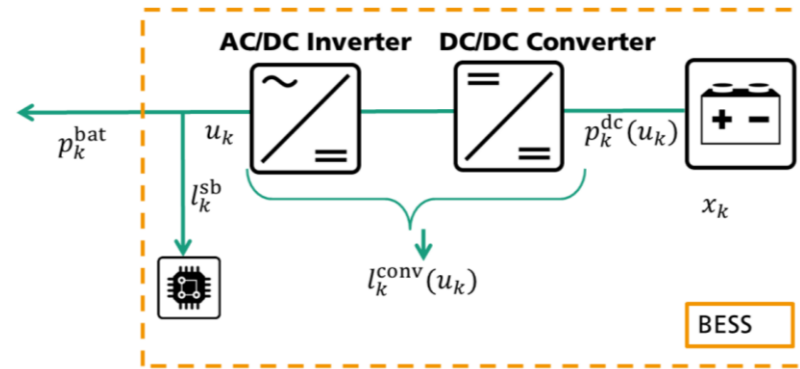 AC/DC Inverter DC/DC Converter
p_k^bat u_k p_k^dc(u_k)
l_k^sb
x_k
l_k^conv(u_k)
BESS